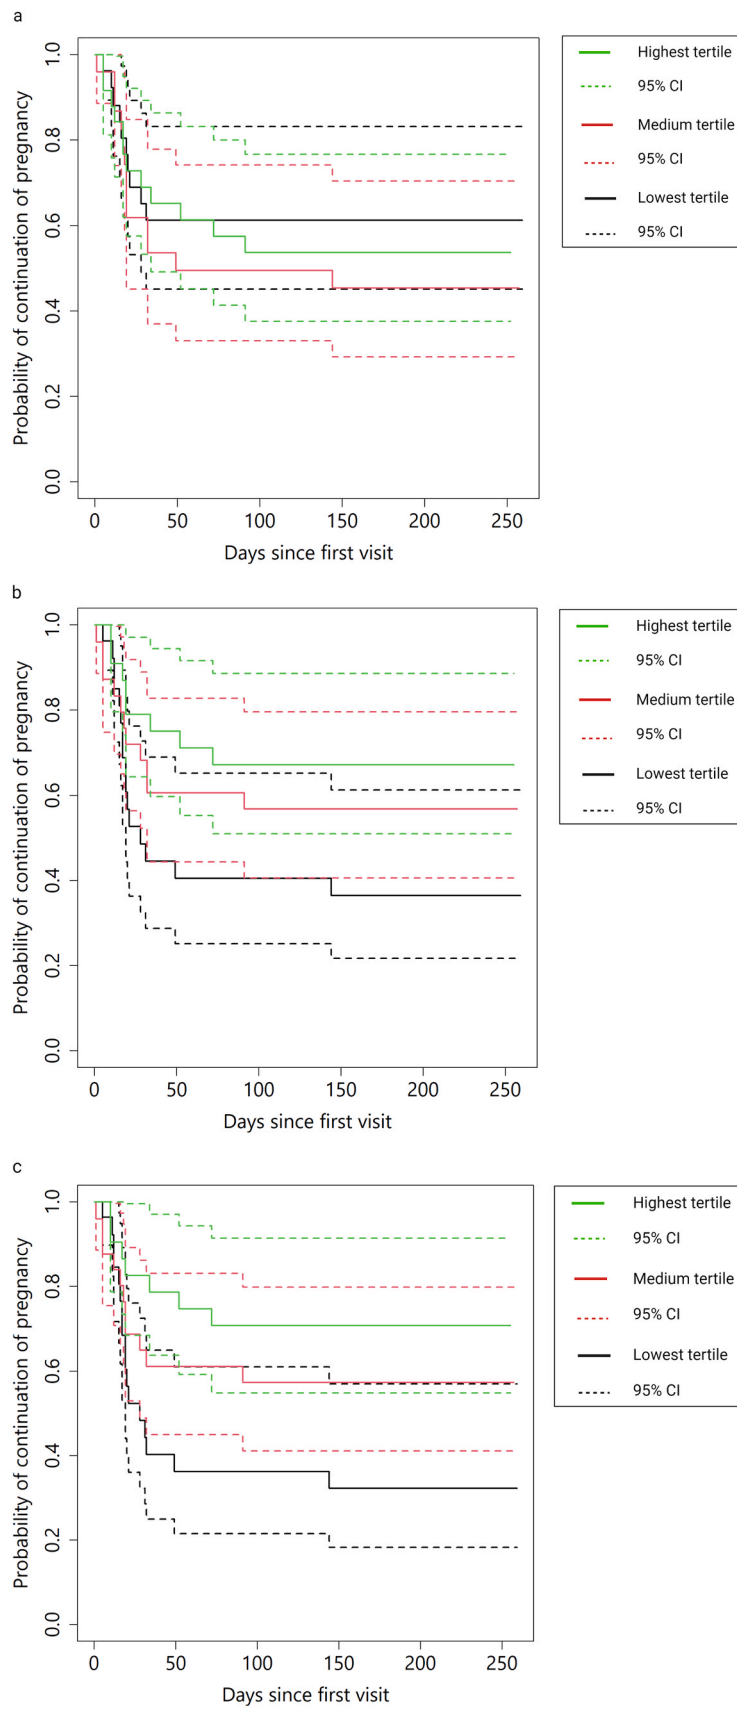 a
Probability of continuation of pregnancy
1.0
0.8
0.6
0.4
0.2
0.0
0 50 100 150 200 250
Days since first visit
Highest tertile
95% CI
Medium tertile
95% CI
Lowest tertile
95% CI
b
Probability of continuation of pregnancy
1.0
0.8
0.6
0.4
0.2
0.0
0 50 100 150 200 250
Days since first visit
Highest tertile
95% CI
Medium tertile
95% CI
Lowest tertile
95% CI
c
Probability of continuation of pregnancy
1.0
0.8
0.6
0.4
0.2
0.0
0 50 100 150 200 250
Days since first visit
Highest tertile
95% CI
Medium tertile
95% CI
Lowest tertile
95% CI